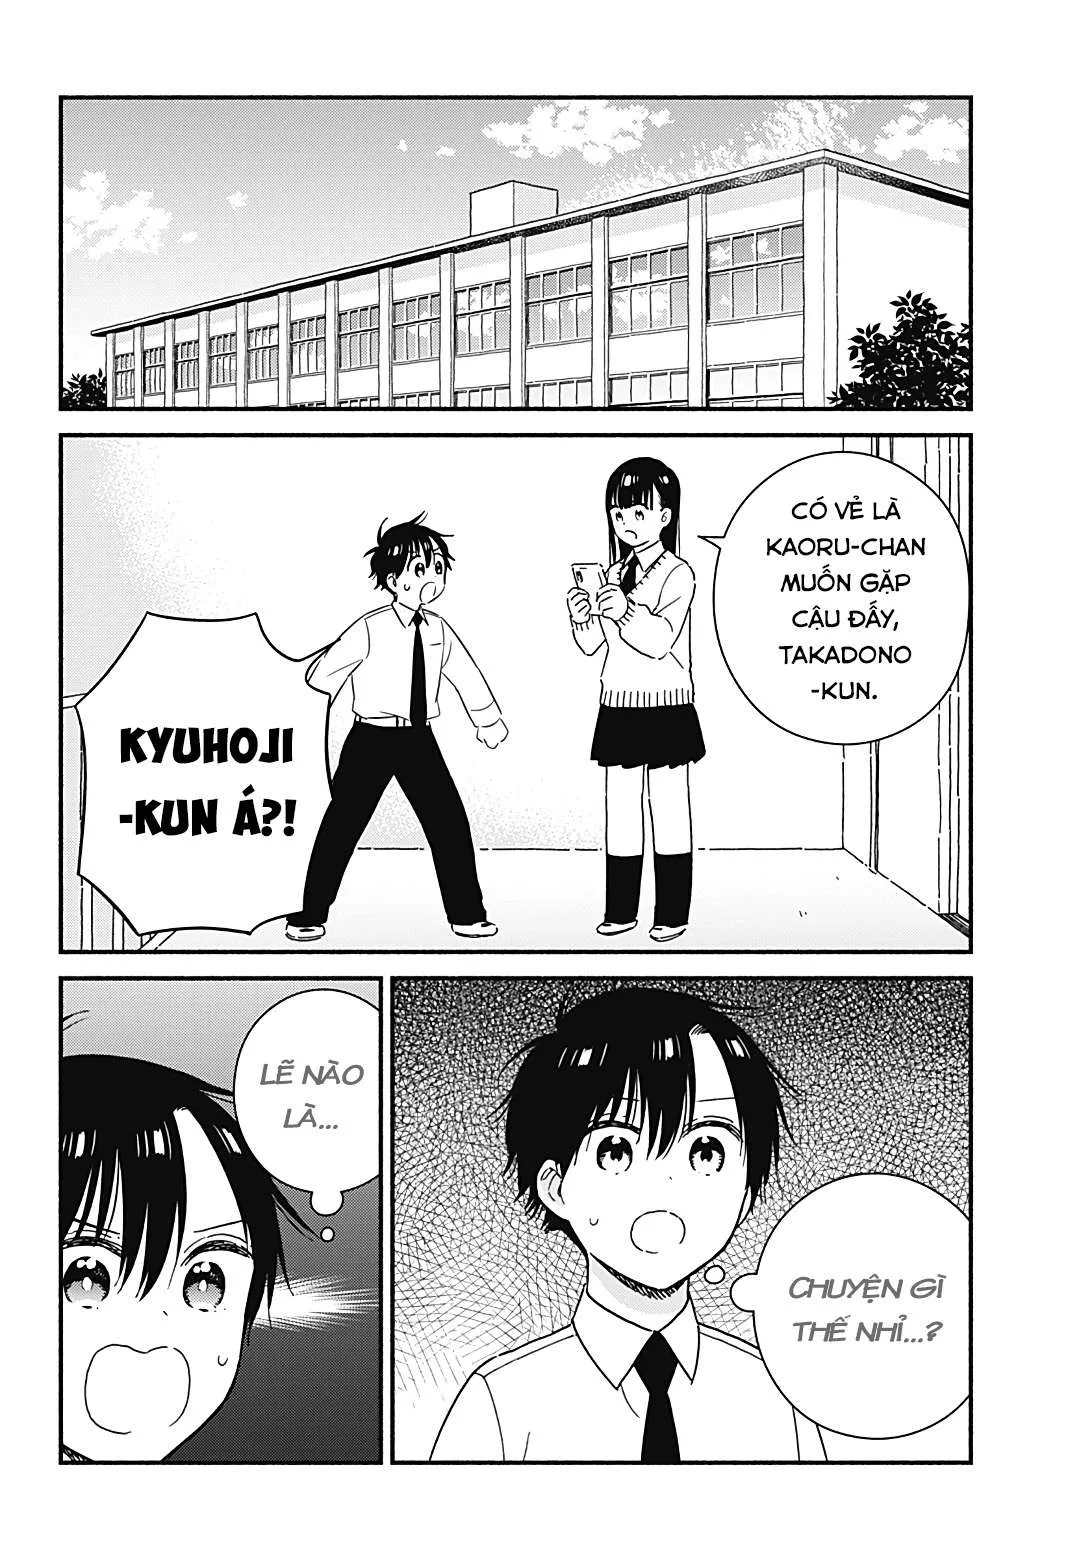 CÓ VẺ LÀ
KAORU-CHAN
MUỐN GẶP
CẬU ĐẤY,
TAKADONO
-KUN.
KYUHOJI
-KUN Á?!
CHUYỆN GÌ
THẾ NHỈ...?
LẼ NÀO
LÀ...